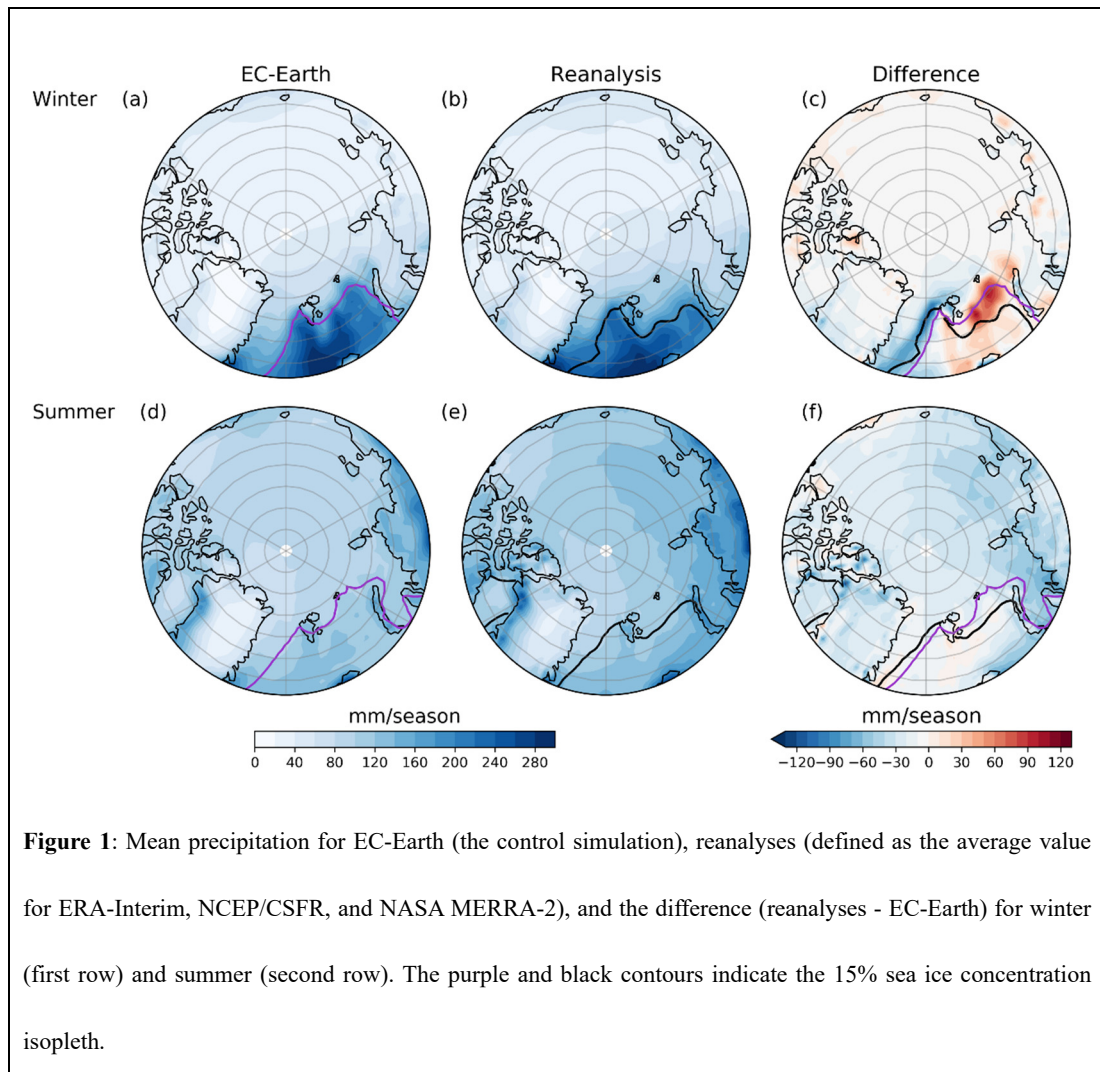 EC-Earth Reanalysis Difference
Winter (a) (b) (c)
Summer (d) (e) (f)
mm/season mm/season
0 40 80 120 160 200 240 280 −120 −90 −60 −30 0 30 60 90 120
Figure 1: Mean precipitation for EC-Earth (the control simulation), reanalyses (defined as the average value
for ERA-Interim, NCEP/CSFR, and NASA MERRA-2), and the difference (reanalyses - EC-Earth) for winter
(first row) and summer (second row). The purple and black contours indicate the 15% sea ice concentration
isopleth.